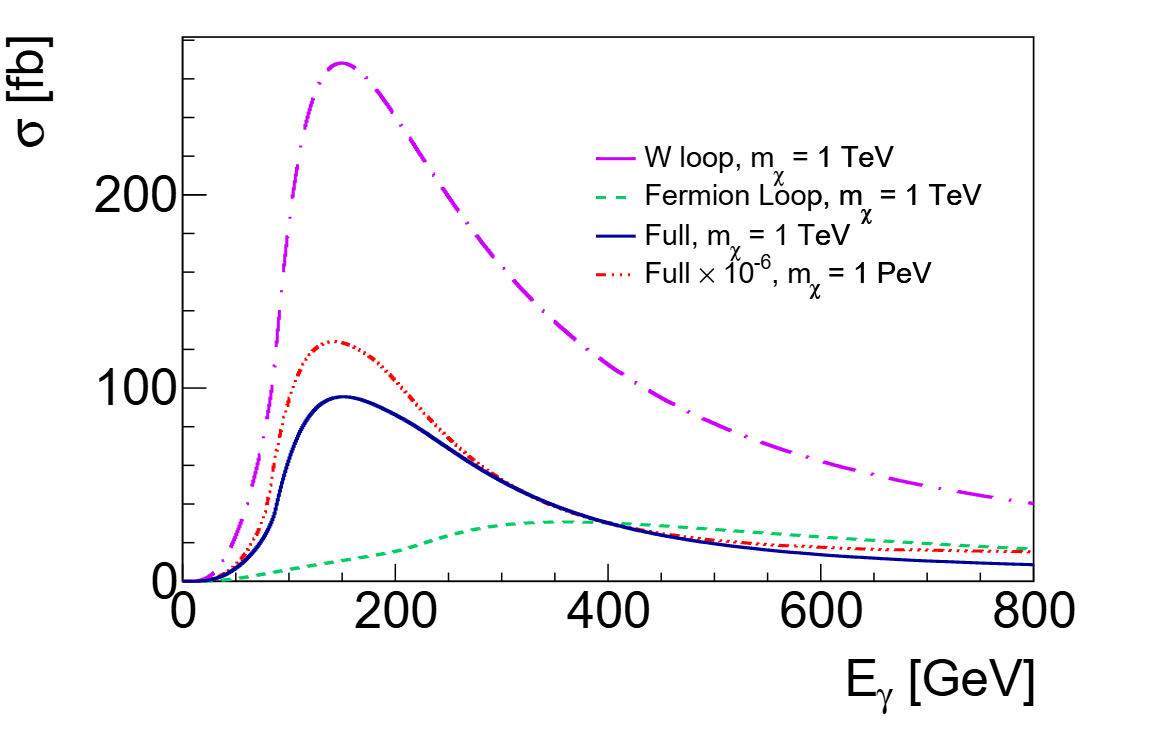 σ [fb]
200
100
0
W loop, mχ = 1 TeV
Fermion Loop, mχ = 1 TeV
Full, mχ = 1 TeV
Full × 10⁻⁶, mχ = 1 PeV
0 200 400 600 800
Eγ [GeV]